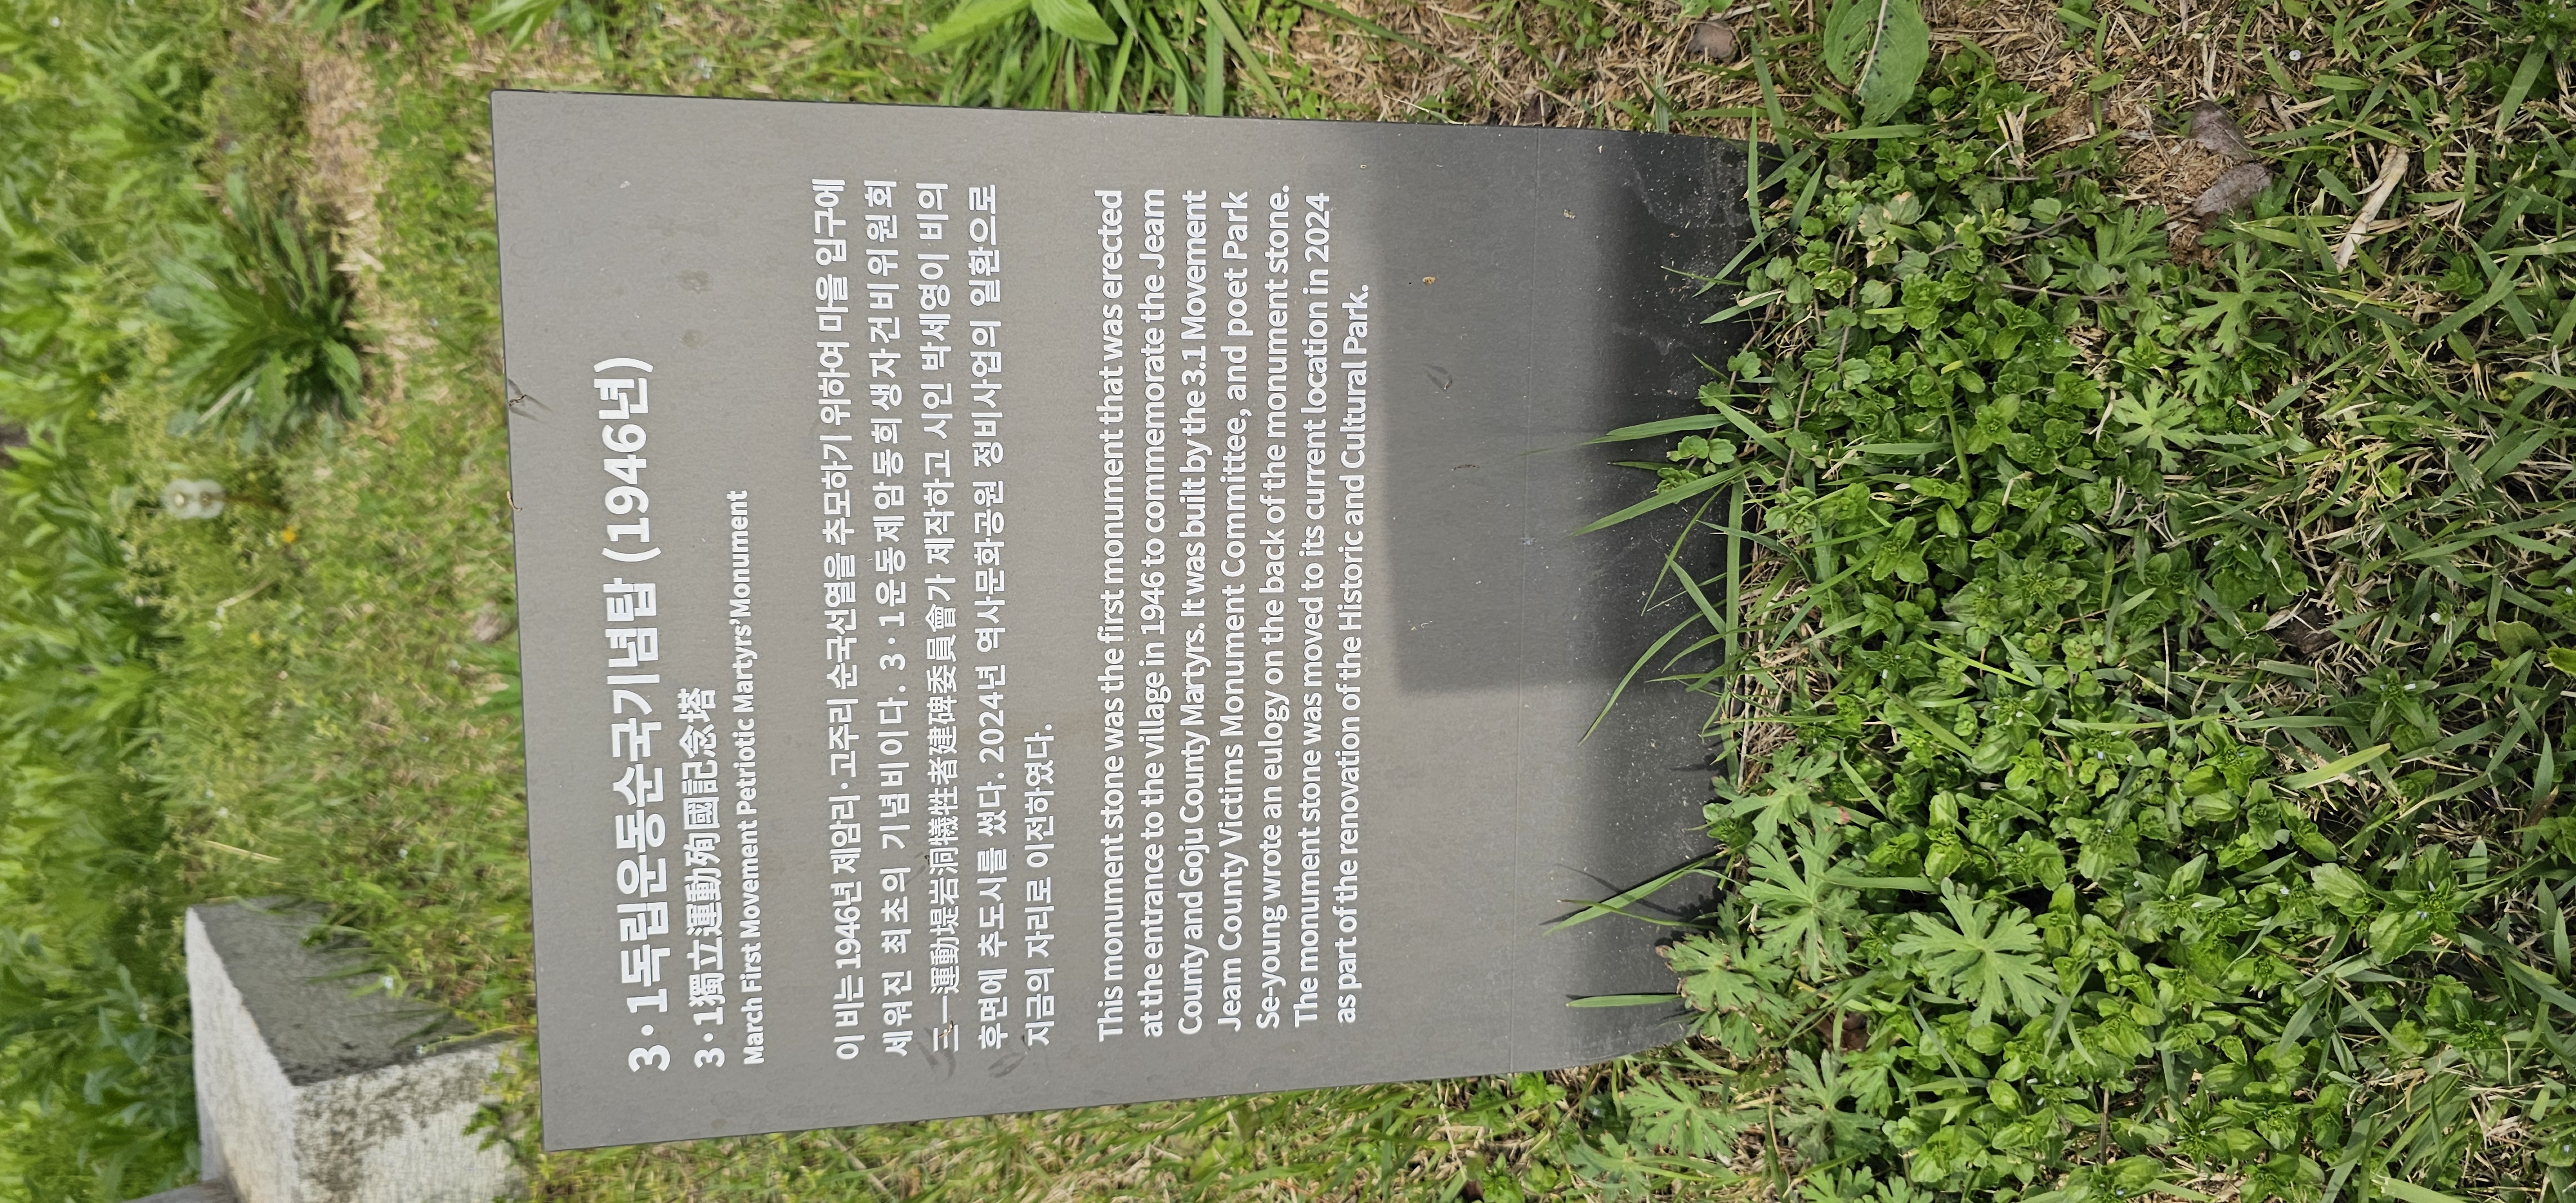 3·1독립운동순국기념탑 (1946년)
3·1獨立運動殉國記念塔
March First Movement Petriotic Martyrs’Monument
이 비는 1946년 제암리·고주리 순국선열을 추모하기 위하여 마을 입구에
세워진 최초의 기념비이다. 3·1운동제암동희생자건비위원회
三一運動堤岩洞犧牲者建碑委員會가 제작하고 시인 박세영이 비의
후면에 추도시를 썼다. 2024년 역사문화공원 정비사업의 일환으로
지금의 자리로 이전하였다.
This monument stone was the first monument that was erected
at the entrance to the village in 1946 to commemorate the Jeam
County and Goju County Martyrs. It was built by the 3.1 Movement
Jeam County Victims Monument Committee, and poet Park
Se-young wrote an eulogy on the back of the monument stone.
The monument stone was moved to its current location in 2024
as part of the renovation of the Historic and Cultural Park.